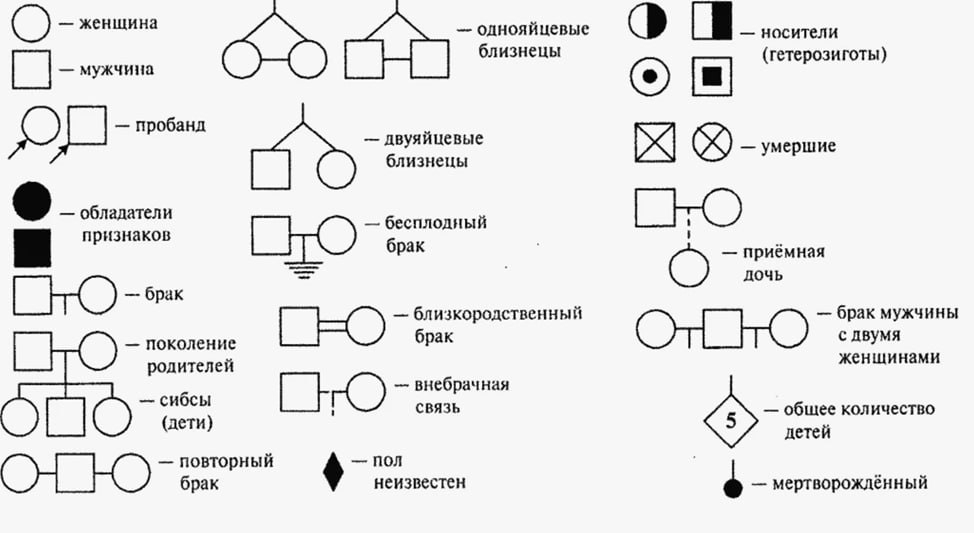 — женщина
— мужчина
— пробанд
— обладатели
признаков
— брак
— поколение
родителей
— сибсы
(дети)
— повторный
брак
— однояйцевые
близнецы
— двуяйцевые
близнецы
— бесплодный
брак
— близкородственный
брак
— внебрачная
связь
— пол
неизвестен
— носители
(гетерозиготы)
— умершие
— приёмная
дочь
— брак мужчины
с двумя
женщинами
5
— общее количество
детей
— мертворождённый